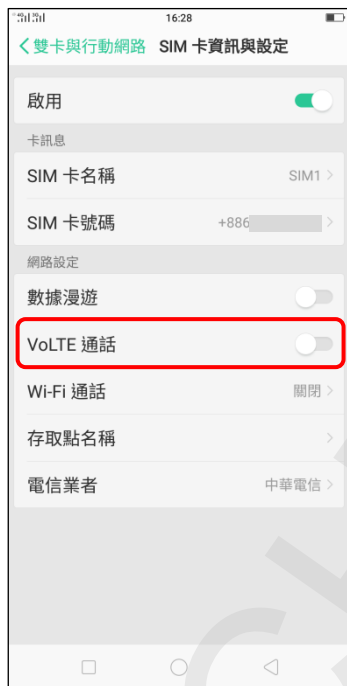 16:28
雙卡與行動網路 SIM 卡資訊與設定
啟用
卡訊息
SIM 卡名稱 SIM1
SIM 卡號碼 +886
網路設定
數據漫遊
VoLTE 通話
Wi-Fi 通話 關閉
存取點名稱
電信業者 中華電信